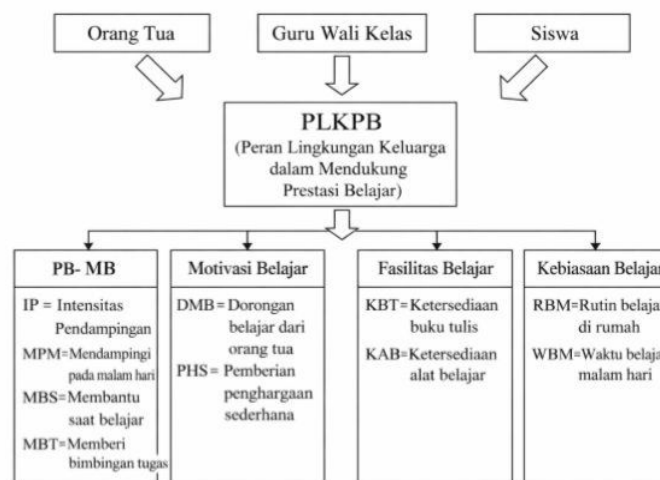 Orang Tua
Guru Wali Kelas
Siswa
PLKPB
(Peran Lingkungan Keluarga
dalam Mendukung
Prestasi Belajar)
PB- MB
IP = Intensitas
Pendampingan
MPM=Mendampingi
pada malam hari
MBS=Membantu
saat belajar
MBT=Memberi
bimbingan tugas
Motivasi Belajar
DMB=Dorongan
belajar dari
orang tua
PHS= Pemberian
penghargaan
sederhana
Fasilitas Belajar
KBT=Ketersediaan
buku tulis
KAB=Ketersediaan
alat belajar
Kebiasaan Belajar
RBM=Rutin belaja
di rumah
WBM=Waktu belaja
malam hari